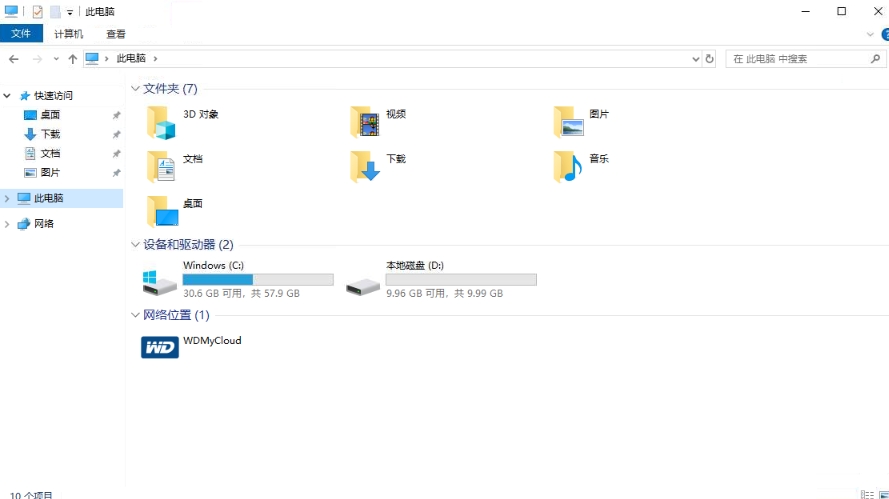 此电脑
文件 计算机 查看
此电脑
在 此电脑 中搜索
快速访问
桌面
下载
文档
图片
此电脑
网络
文件夹 (7)
3D 对象
视频
图片
文档
下载
音乐
桌面
设备和驱动器 (2)
Windows (C:)
30.6 GB 可用，共 57.9 GB
本地磁盘 (D:)
9.96 GB 可用，共 9.99 GB
网络位置 (1)
WD
WDMyCloud
10 个项目